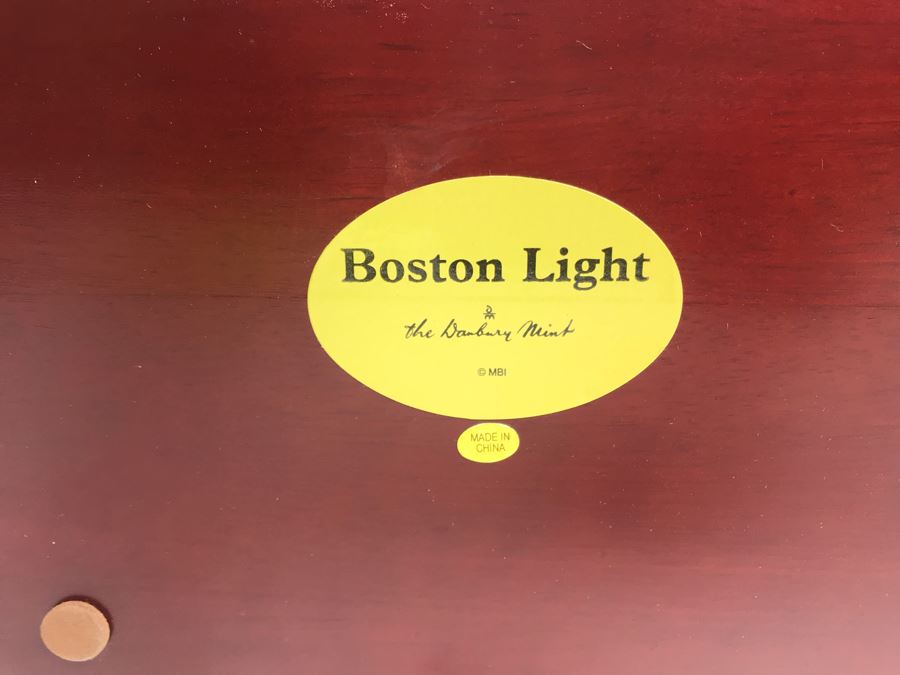 Boston Light
the Danbury Mint
© MBI
MADE IN
CHINA